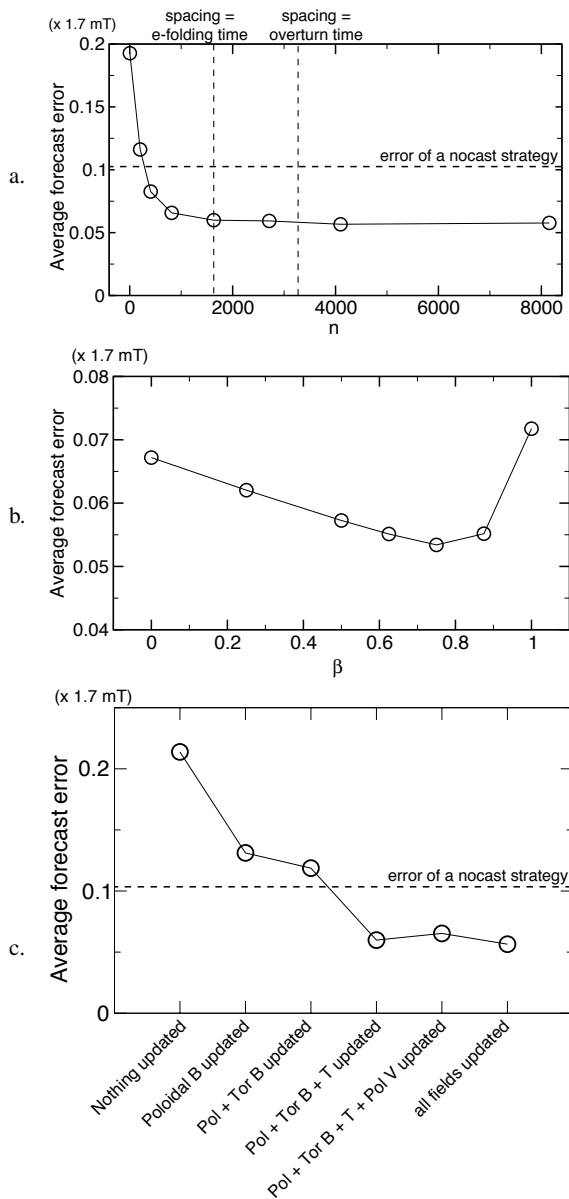 (x 1.7 mT)
spacing =
e-folding time
spacing =
overturn time
0.2
0.15
0.1
0.05
0
Average forecast error
error of a nocast strategy
a.
0
2000
4000
6000
8000
n
(x 1.7 mT)
0.08
0.07
0.06
0.05
0.04
Average forecast error
b.
0
0.2
0.4
0.6
0.8
1
β
(x 1.7 mT)
0.2
0.1
0
Average forecast error
error of a nocast strategy
c.
Nothing updated
Poloidal B updated
Pol + Tor B updated
Pol + Tor B + T updated
Pol + Tor B + T + Pol V updated
all fields updated